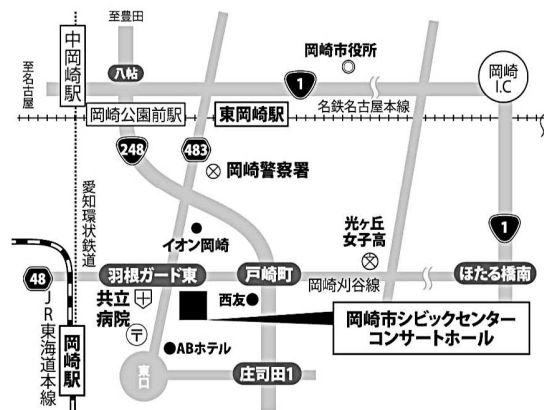 至豊田
中岡崎駅
至名古屋
八帖
岡崎市役所
岡崎
I.C
1
名鉄名古屋本線
岡崎公園前駅
東岡崎駅
248
483
岡崎警察署
愛知環状鉄道
イオン岡崎
光ヶ丘
女子高
1
48
羽根ガード東
戸崎町
岡崎刈谷線
ほたる橋南
JR東海道本線
岡崎駅
共立
病院
西友
岡崎市シビックセンター
コンサートホール
〒
ABホテル
東口
庄司田1